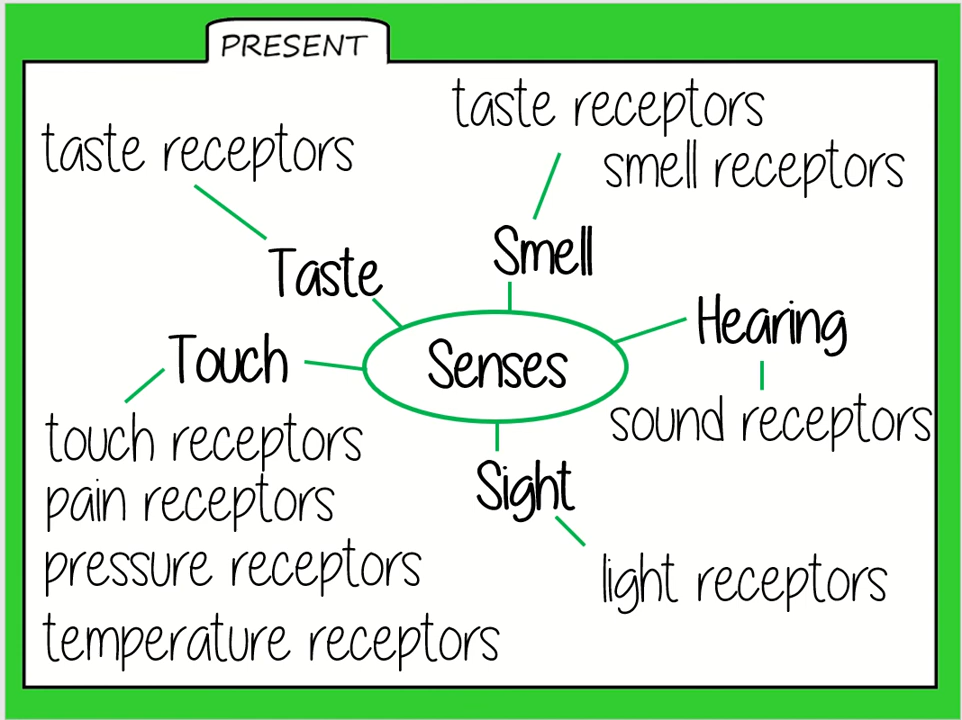 PRESENT
taste receptors
smell receptors
taste receptors
Smell
Taste
Hearing
Touch
Senses
sound receptors
touch receptors
Sight
pain receptors
pressure receptors
light receptors
temperature receptors